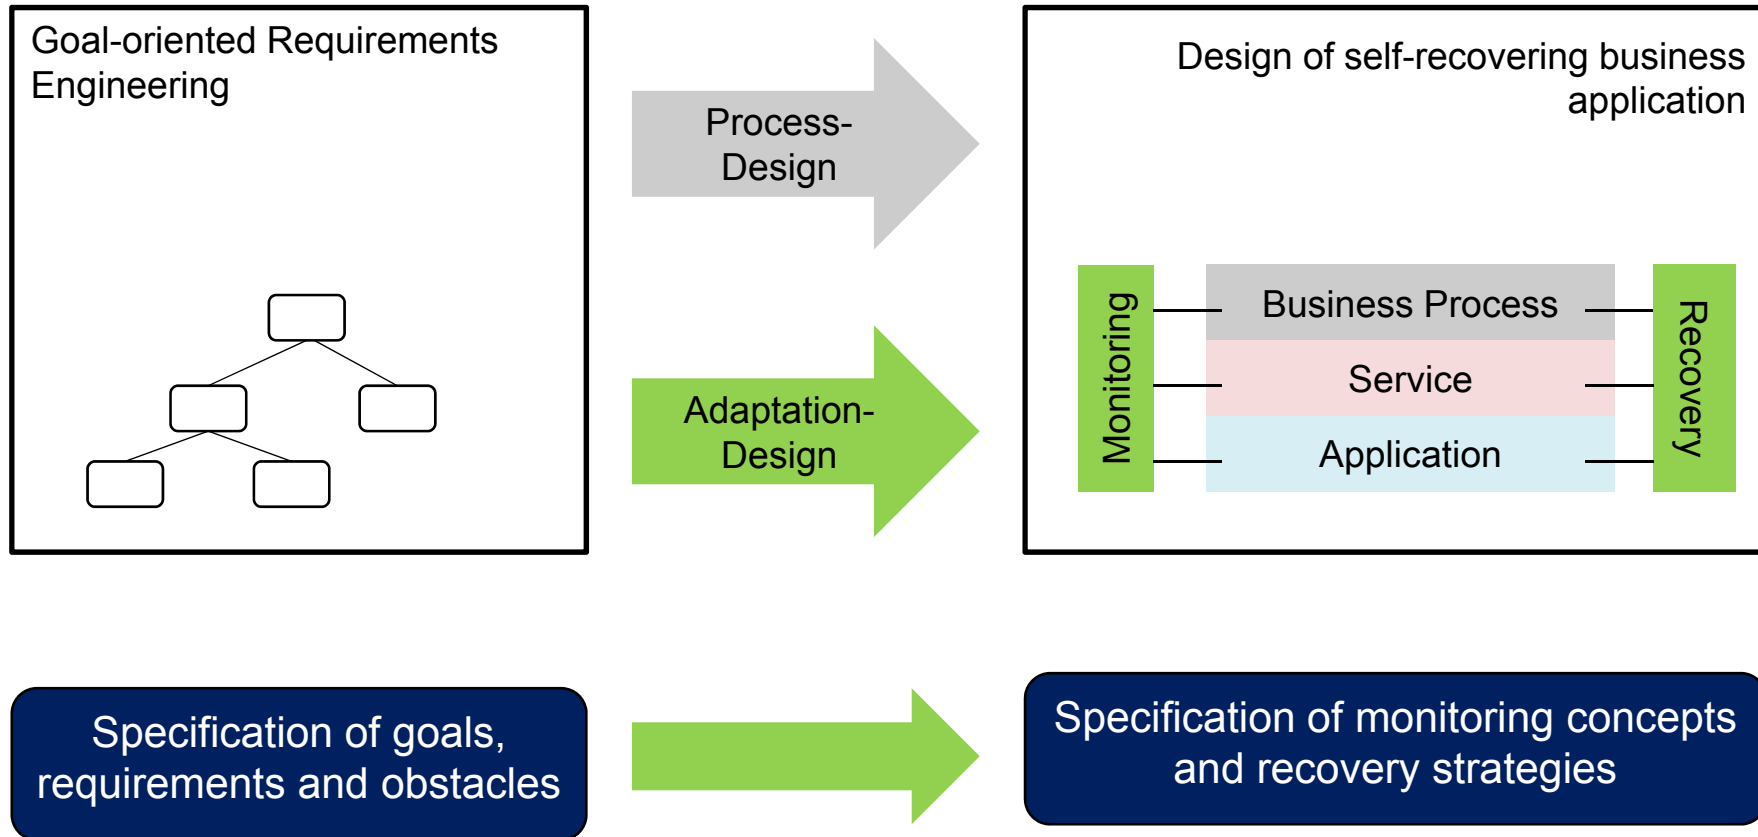 Goal-oriented Requirements
Engineering
Process-
Design
Adaptation-
Design
Design of self-recovering business
application
Monitoring
Business Process
Service
Application
Recovery
Specification of goals,
requirements and obstacles
Specification of monitoring concepts
and recovery strategies